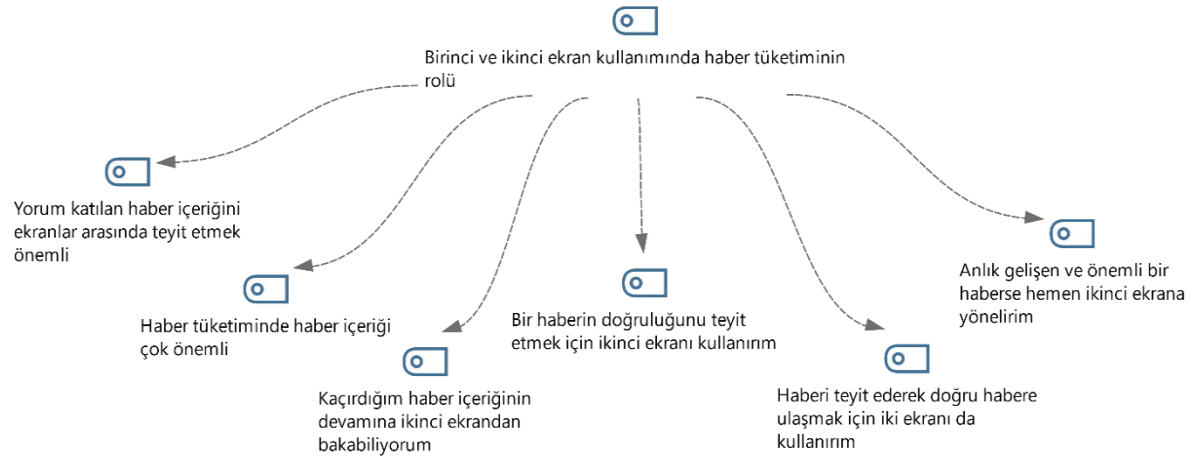 Birinci ve ikinci ekran kullanımında haber tüketiminin
rolü
Yorum katılan haber içeriğini
ekranlar arasında teyit etmek
önemli
Haber tüketiminde haber içeriği
çok önemli
Kaçırdığım haber içeriğinin
devamına ikinci ekrandan
bakabiliyorum
Bir haberin doğruluğunu teyit
etmek için ikinci ekranı kullanırım
Haberi teyit ederek doğru habere
ulaşmak için iki ekranı da
kullanırım
Anlık gelişen ve önemli bir
haberse hemen ikinci ekrana
yönelirim